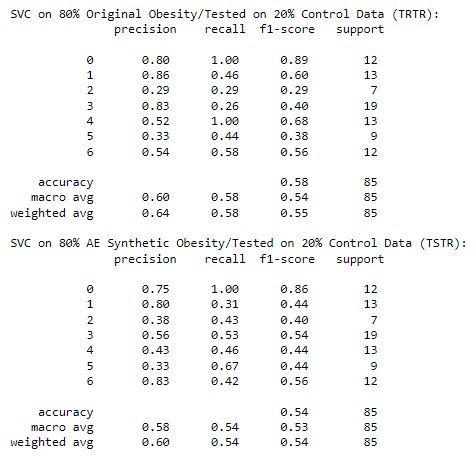 SVC on 80% Original Obesity/Tested on 20% Control Data (TRTR):
precision recall f1-score support
0 0.80 1.00 0.89 12
1 0.86 0.46 0.60 13
2 0.29 0.29 0.29 7
3 0.83 0.26 0.40 19
4 0.52 1.00 0.68 13
5 0.33 0.44 0.38 9
6 0.54 0.58 0.56 12
accuracy 0.58 85
macro avg 0.60 0.58 0.54 85
weighted avg 0.64 0.58 0.55 85
SVC on 80% AE Synthetic Obesity/Tested on 20% Control Data (TSTR):
precision recall f1-score support
0 0.75 1.00 0.86 12
1 0.80 0.31 0.44 13
2 0.38 0.43 0.40 7
3 0.56 0.53 0.54 19
4 0.43 0.46 0.44 13
5 0.33 0.67 0.44 9
6 0.83 0.42 0.56 12
accuracy 0.54 85
macro avg 0.58 0.54 0.53 85
weighted avg 0.60 0.54 0.54 85